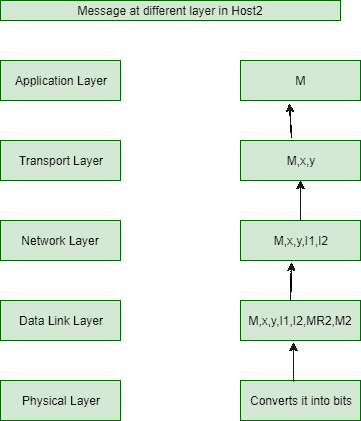 Message at different layer in Host2
Application Layer
M
Transport Layer
M,x,y
Network Layer
M,x,y,I1,I2
Data Link Layer
M,x,y,I1,I2,MR2,M2
Physical Layer
Converts it into bits